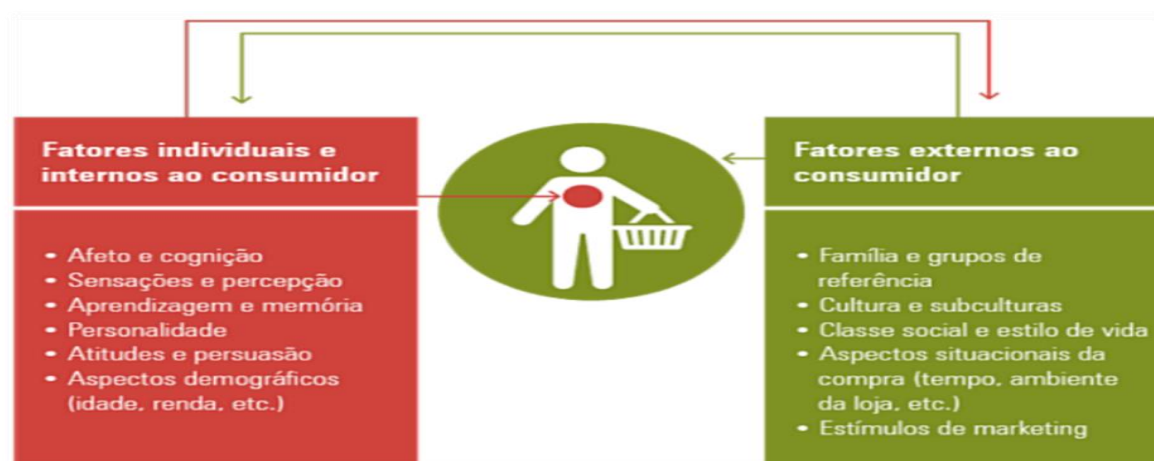 Fatores individuais e
internos ao consumidor
• Afeto e cognição
• Sensações e percepção
• Aprendizagem e memória
• Personalidade
• Atitudes e persuasão
• Aspectos demográficos
(idade, renda, etc.)
Fatores externos ao
consumidor
• Família e grupos de
referência
• Cultura e subculturas
• Classe social e estilo de vida
• Aspectos situacionais da
compra (tempo, ambiente
da loja, etc.)
• Estímulos de marketing